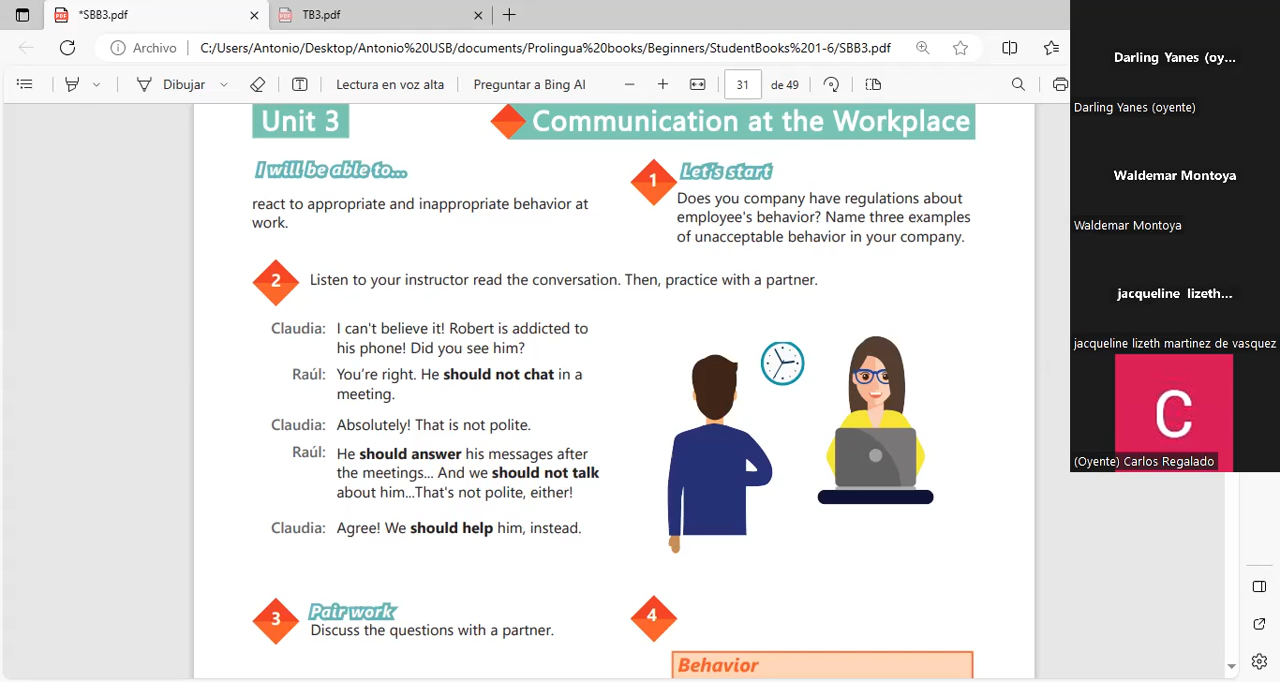 *SBB3.pdf
TB3.pdf
Archivo
C:/Users/Antonio/Desktop/Antonio%20USB/documents/Prolingua%20books/Beginners/StudentBooks%201-6/SBB3.pdf
Dibujar
Lectura en voz alta
Preguntar a Bing AI
31
de 49
Unit 3
Communication at the Workplace
I will be able to...
react to appropriate and inappropriate behavior at
work.
1
Let's start
Does you company have regulations about
employee's behavior? Name three examples
of unacceptable behavior in your company.
2
Listen to your instructor read the conversation. Then, practice with a partner.
Claudia: I can't believe it! Robert is addicted to
his phone! Did you see him?
Raúl: You're right. He should not chat in a
meeting.
Claudia: Absolutely! That is not polite.
Raúl: He should answer his messages after
the meetings... And we should not talk
about him...That's not polite, either!
Claudia: Agree! We should help him, instead.
3
Pair work
Discuss the questions with a partner.
4
Behavior
Darling Yanes (oy...
Darling Yanes (oyente)
Waldemar Montoya
Waldemar Montoya
jacqueline lizeth...
jacqueline lizeth martinez de vasquez
C
(Oyente) Carlos Regalado